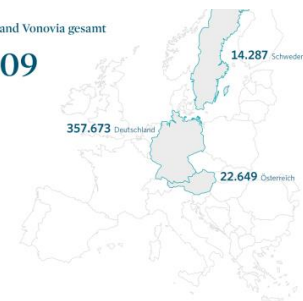 and Vonovia gesamt
09
14.287 Schweden
357.673 Deutschland
22.649 Österreich